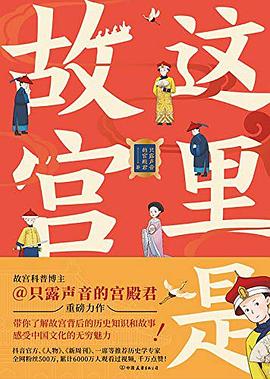 这里是
故宫
只露声音
的宫殿君
著
故宫科普博主
@只露声音的宫殿君
重磅力作
带你了解故宫背后的历史知识和故事
感受中国文化的无穷魅力
抖音官方、《人物》、《新周刊》、一席等推荐历史学专家
全网粉丝500万,累计6000万人观看过视频,千万点赞!
中国友谊出版公司